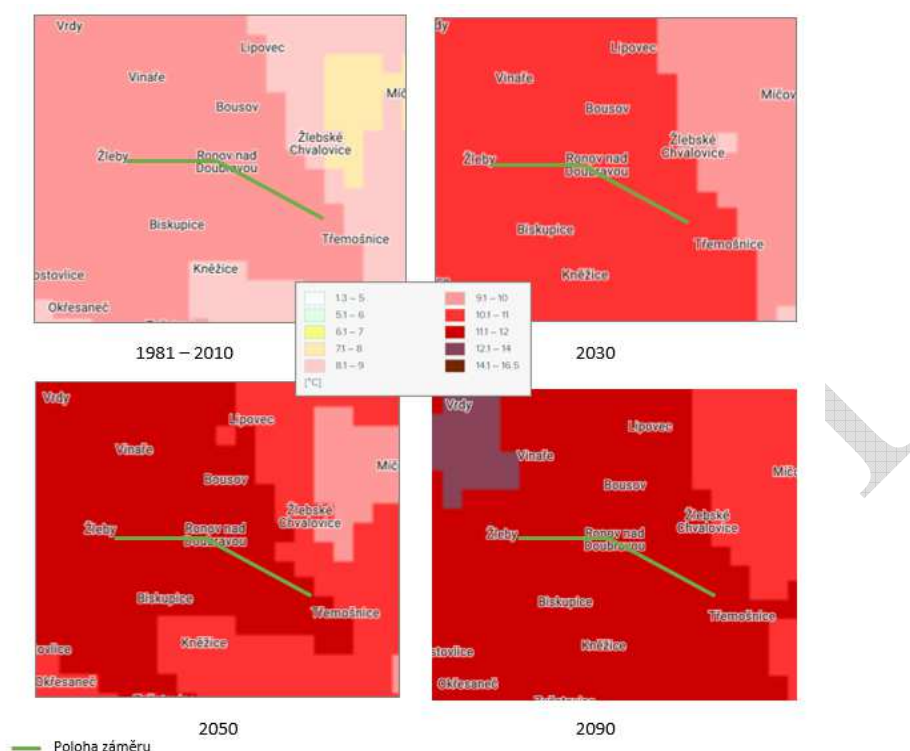 Vrdy
Lipovec
Vinaře
Bousov
Žlebské
Chvalovice
Žleby
Ronov nad
Doubravou
Biskupice
Třemošnice
Kněžice
ostovlice
Okřesaneč
1981 – 2010
Lipovec
Vinaře
Míčov
Bousov
Žlebské
Chvalovice
Žleby
Ronov nad
Doubravou
Biskupice
Třemošnice
Kněžice
2030
1.3 – 5
5.1 – 6
6.1 – 7
7.1 – 8
8.1 – 9
[°C]
9.1 – 10
10.1 – 11
11.1 – 12
12.1 – 14
14.1 – 16.5
Vrdy
Lipovec
Vinaře
Bousov
Žlebské
Chvalovice
Žleby
Ronov nad
Doubravou
Biskupice
Třemošnice
Kněžice
ovlice
Okřesaneč
2050
Vrdy
Lipovec
Vinaře
Bousov
Žlebské
Chvalovice
Žleby
Ronov nad
Doubravou
Biskupice
Třemošnice
Kněžice
stovlice
Okřesaneč
2090
Poloha záměru